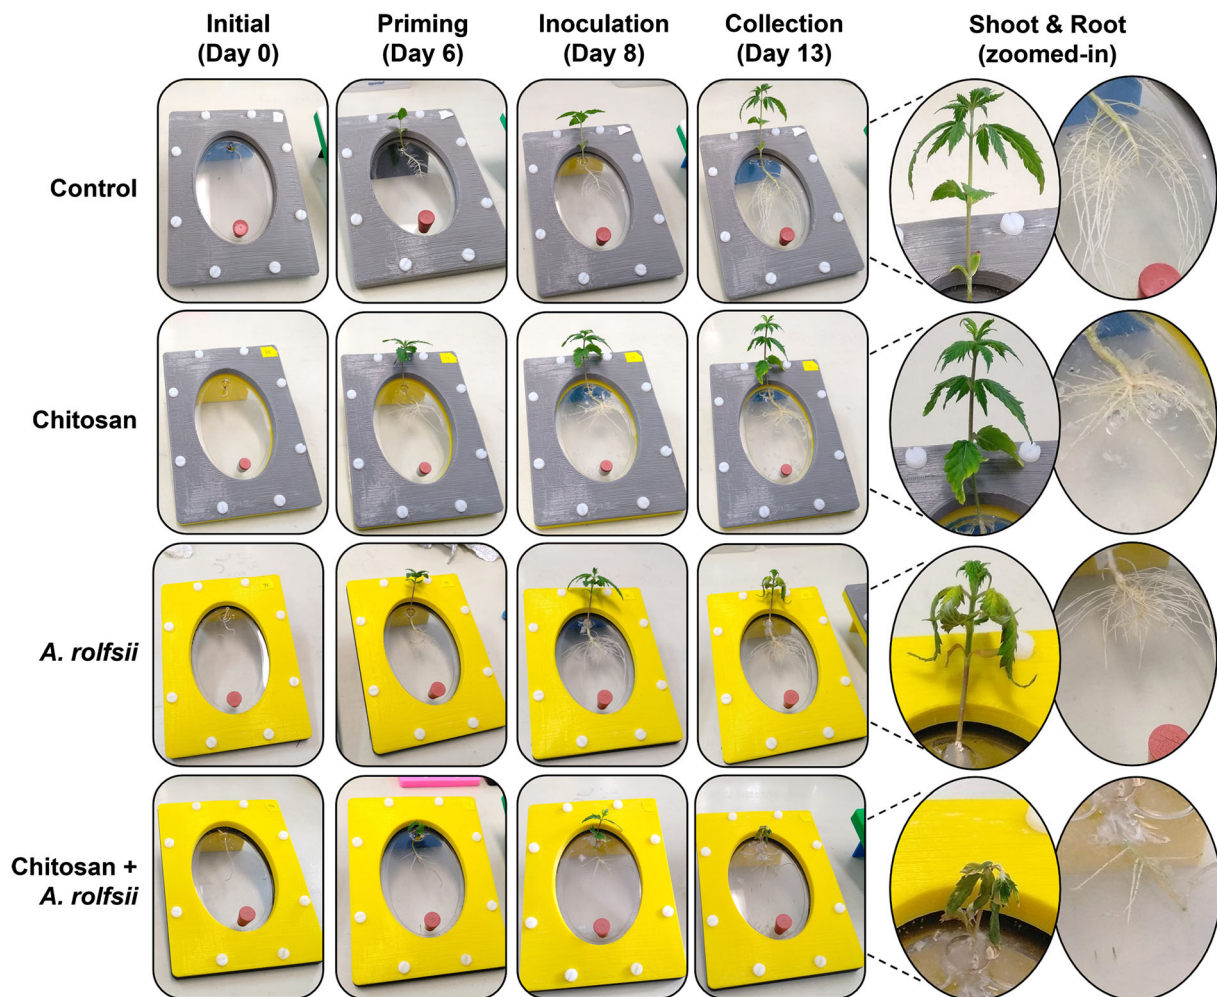 Initial
(Day 0)
Priming
(Day 6)
Inoculation
(Day 8)
Collection
(Day 13)
Shoot & Root
(zoomed-in)
Control
Chitosan
A. rolfsii
Chitosan +
A. rolfsii